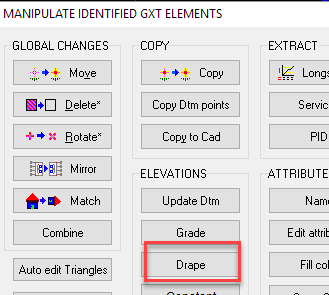 MANIPULATE IDENTIFIED GXT ELEMENTS
GLOBAL CHANGES
Move
Delete*
Rotate*
Mirror
Match
Combine
Auto edit Triangles
COPY
Copy
Copy Dtm points
Copy to Cad
ELEVATIONS
Update Dtm
Grade
Drape
Constant
EXTRACT
Longs
Servic
PID
ATTRIBUTE
Nam
Edit attrib
Fill col